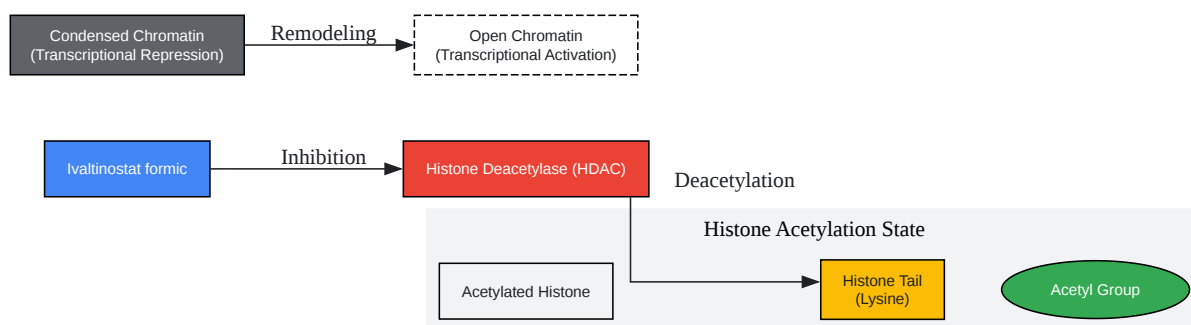 Condensed Chromatin
(Transcriptional Repression)
Remodeling
Open Chromatin
(Transcriptional Activation)
Ivaltinostat formic
Inhibition
Histone Deacetylase (HDAC)
Deacetylation
Histone Acetylation State
Acetylated Histone
Histone Tail
(Lysine)
Acetyl Group